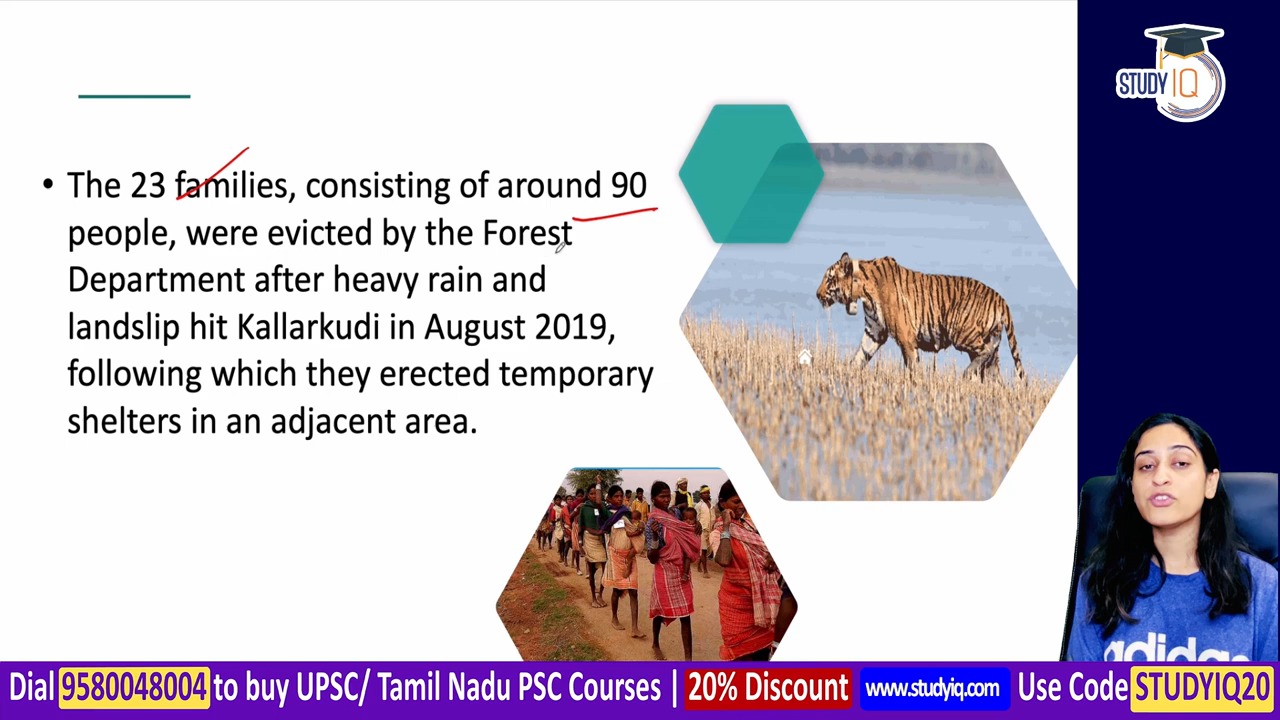 STUDY IQ
• The 23 families, consisting of around 90
people, were evicted by the Forest
Department after heavy rain and
landslip hit Kallarkudi in August 2019,
following which they erected temporary
shelters in an adjacent area.
adidas
Dial 9580048004 to buy UPSC/ Tamil Nadu PSC Courses | 20% Discount www.studyiq.com Use Code STUDYIQ20